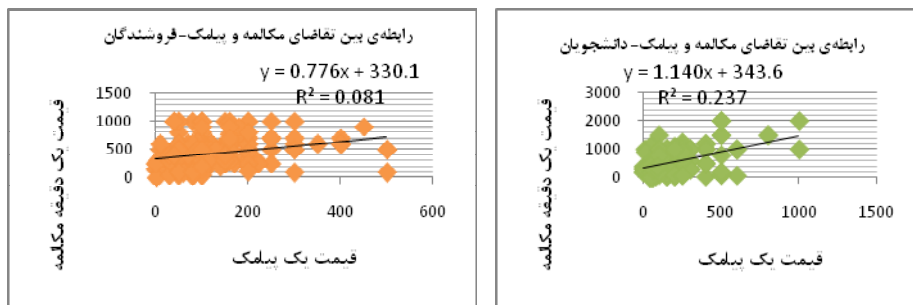 رابطه‌ی بین تقاضای مکالمه و پیامک-فروشندگان
y = 0.776x + 330.1
R² = 0.081
قیمت یک دقیقه مکالمه
1500
1000
500
0
0 200 400 600
قیمت یک پیامک
رابطه‌ی بین تقاضای مکالمه و پیامک-دانشجویان
y = 1.140x + 343.6
R² = 0.237
قیمت یک دقیقه مکالمه
3000
2000
1000
0
0 500 1000 1500
قیمت یک پیامک